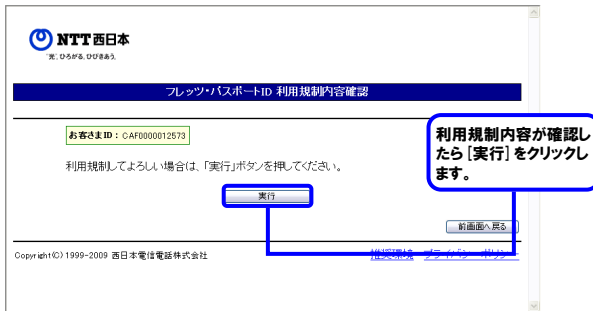 NTT西日本
光、ひろがる、ひびきあう。
フレッツ・パスポートID 利用規制内容確認
お客さまID：CAF0000012573
利用規制内容が確認し
たら[実行]をクリックし
ます。
利用規制してよろしい場合は、「実行」ボタンを押してください。
実行
前画面へ戻る
Copyright(C) 1999-2009 西日本電信電話株式会社
推奨環境 プライバシーポリシー